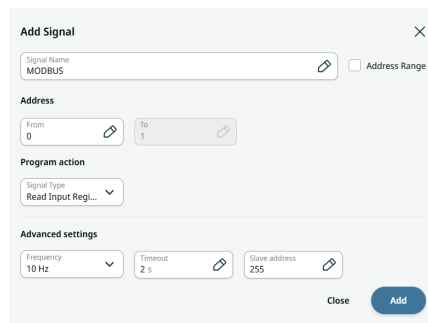 Add Signal
Signal Name
MODBUS
Address Range
Address
From
0
To
1
Program action
Signal Type
Read Input Regi...
Advanced settings
Frequency
10 Hz
Timeout
2 s
Slave address
255
Close
Add